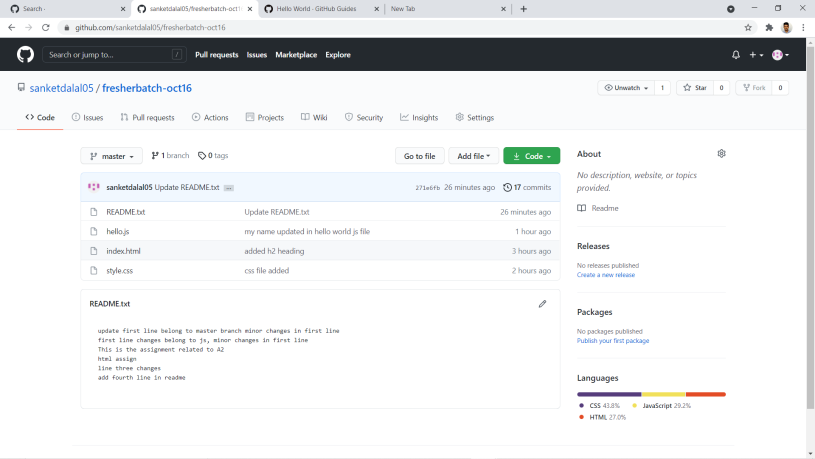 Search ·
sanketdalal05/fresherbatch-oct16
Hello World · GitHub Guides
New Tab
github.com/sanketdalal05/fresherbatch-oct16
Search or jump to... /
Pull requests Issues Marketplace Explore
sanketdalal05 / fresherbatch-oct16
Unwatch 1 Star 0 Fork 0
Code Issues Pull requests Actions Projects Wiki Security Insights Settings
master 1 branch 0 tags Go to file Add file Code
sanketdalal05 Update README.txt ... 271e6fb 26 minutes ago 17 commits
README.txt Update README.txt 26 minutes ago
hello.js my name updated in hello world js file 1 hour ago
index.html added h2 heading 3 hours ago
style.css css file added 2 hours ago
README.txt
update first line belong to master branch minor changes in first line
first line changes belong to js, minor changes in first line
This is the assignment related to A2
html assign
line three changes
add fourth line in readme
About
No description, website, or topics
provided.
Readme
Releases
No releases published
Create a new release
Packages
No packages published
Publish your first package
Languages
CSS 43.8% JavaScript 29.2%
HTML 27.0%